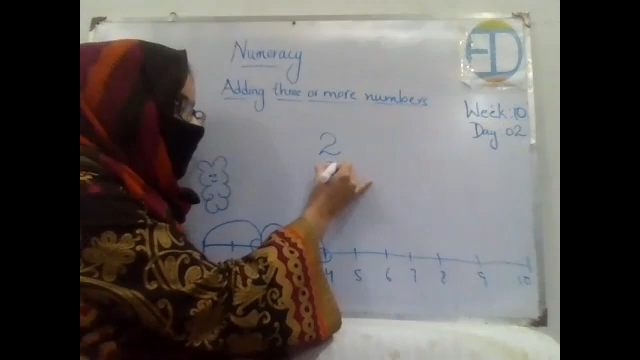 Numeracy
Adding three or more numbers
Week:10
Day:02
2
4 5 6 7 8 9 10